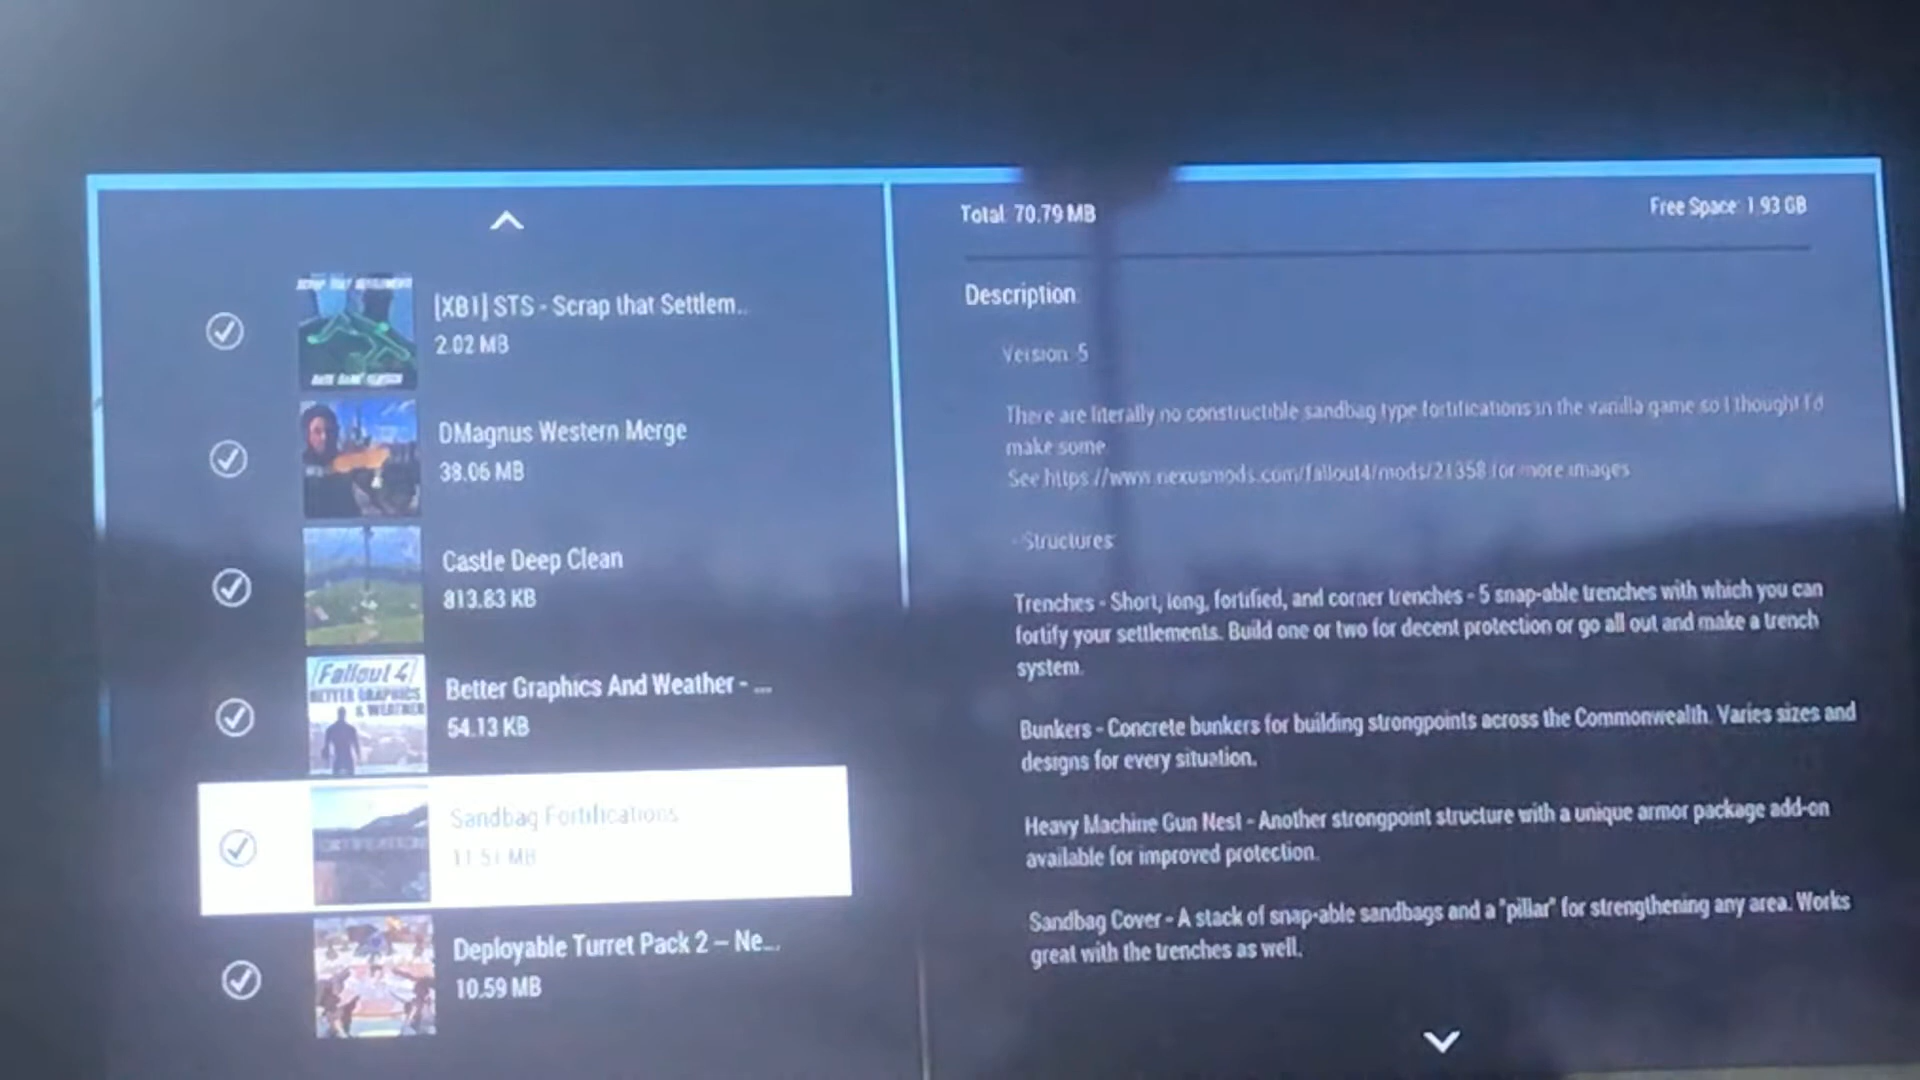 Total: 70.79 MB
Free Space: 1.93 GB
[XB1] STS - Scrap that Settlem...
2.02 MB
DMagnus Western Merge
38.06 MB
Castle Deep Clean
813.83 KB
Fallout 4
BETTER GRAPHICS
& WEATHER
Better Graphics And Weather - ...
54.13 KB
Sandbag Fortifications
11.51 MB
Deployable Turret Pack 2 – Ne...
10.59 MB
Description:
Version: 5
There are literally no constructible sandbag type fortifications in the vanilla game so I thought I'd
make some.
See https://www.nexusmods.com/fallout4/mods/21358 for more images
- Structures:
Trenches - Short, long, fortified, and corner trenches - 5 snap-able trenches with which you can
fortify your settlements. Build one or two for decent protection or go all out and make a trench
system.
Bunkers - Concrete bunkers for building strongpoints across the Commonwealth. Varies sizes and
designs for every situation.
Heavy Machine Gun Nest - Another strongpoint structure with a unique armor package add-on
available for improved protection.
Sandbag Cover - A stack of snap-able sandbags and a "pillar" for strengthening any area. Works
great with the trenches as well.